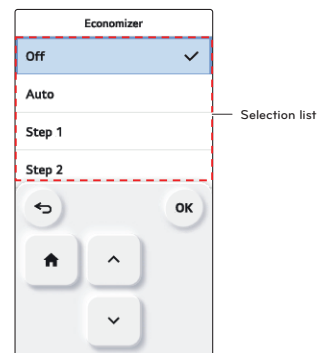 Economizer
Off
Auto
Selection list
Step 1
Step 2
OK